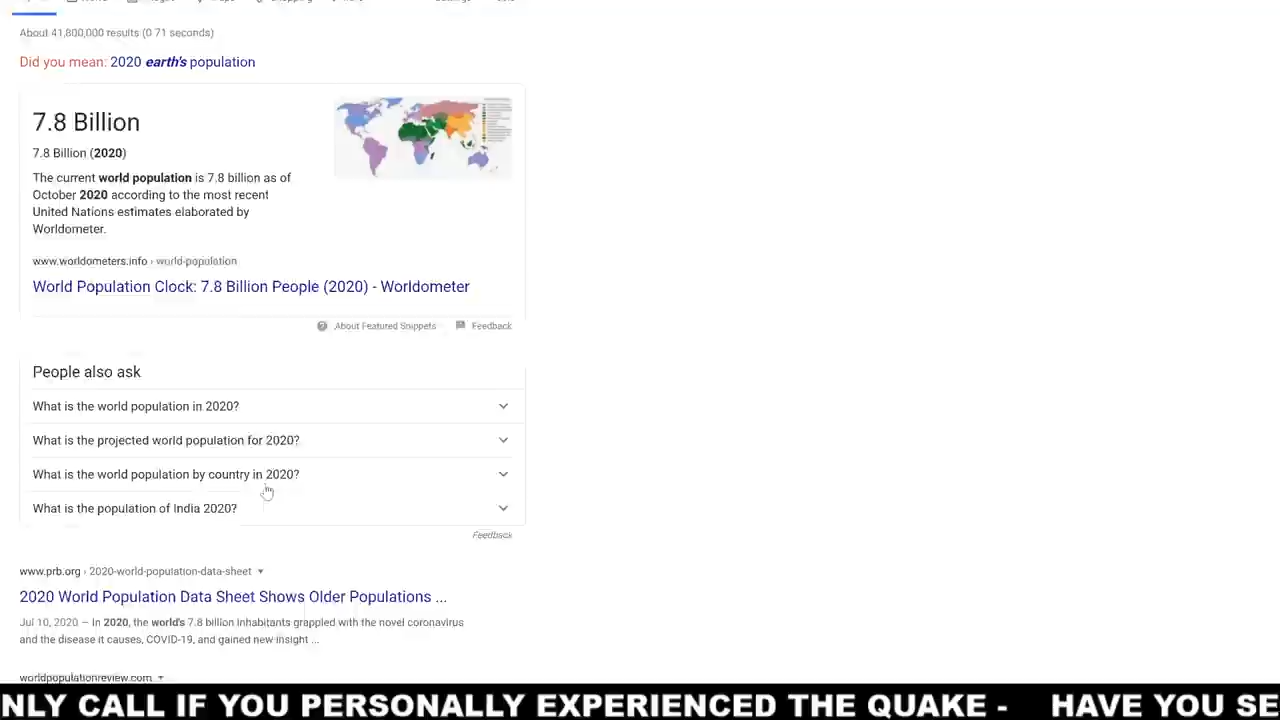 About 41,800,000 results (0.71 seconds)
Did you mean: 2020 earth's population
7.8 Billion
7.8 Billion (2020)
The current world population is 7.8 billion as of
October 2020 according to the most recent
United Nations estimates elaborated by
Worldometer.
www.worldometers.info › world-population
World Population Clock: 7.8 Billion People (2020) - Worldometer
About Featured Snippets
Feedback
People also ask
What is the world population in 2020?
What is the projected world population for 2020?
What is the world population by country in 2020?
What is the population of India 2020?
Feedback
www.prb.org › 2020-world-population-data-sheet
2020 World Population Data Sheet Shows Older Populations ...
Jul 10, 2020 — In 2020, the world's 7.8 billion inhabitants grappled with the novel coronavirus
and the disease it causes, COVID-19, and gained new insight ...
worldpopulationreview.com
NLY CALL IF YOU PERSONALLY EXPERIENCED THE QUAKE - HAVE YOU SE